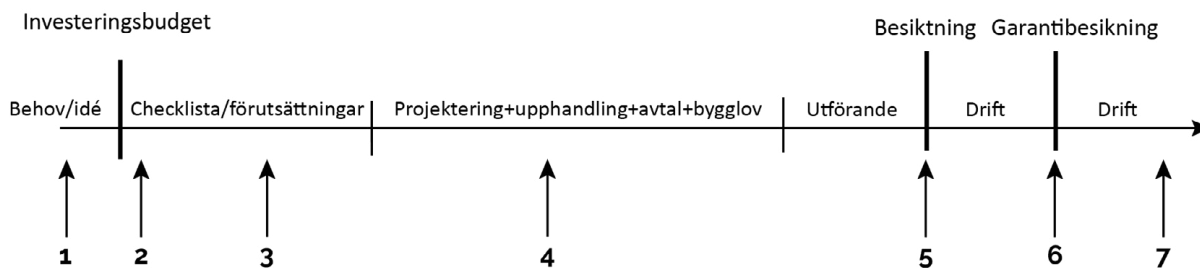 Investeringsbudget
Besiktning Garantibesikning
Behov/idé Checklista/förutsättningar Projektering+upphandling+avtal+bygglov Utförande Drift Drift
1 2 3 4 5 6 7